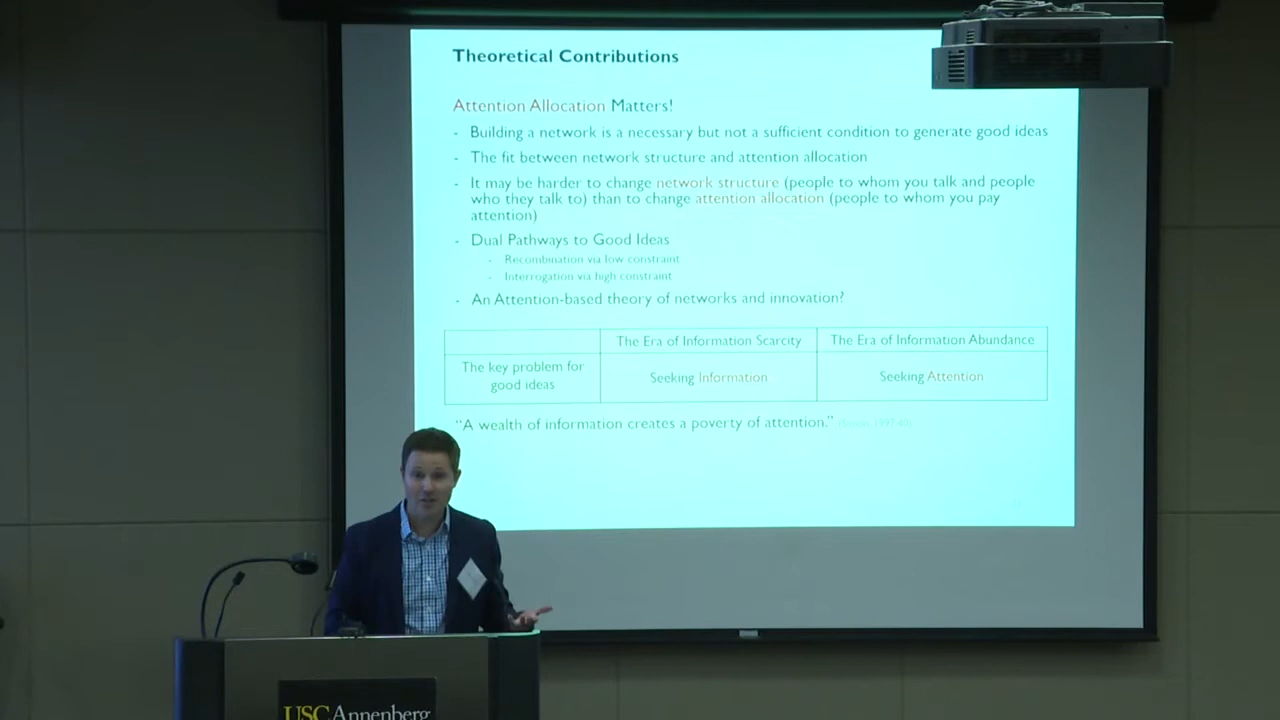 Theoretical Contributions
Attention Allocation Matters!
- Building a network is a necessary but not a sufficient condition to generate good ideas
- The fit between network structure and attention allocation
- It may be harder to change network structure (people to whom you talk and people
who they talk to) than to change attention allocation (people to whom you pay
attention)
- Dual Pathways to Good Ideas
- Recombination via low constraint
- Interrogation via high constraint
- An Attention-based theory of networks and innovation?
The Era of Information Scarcity
The Era of Information Abundance
The key problem for
good ideas
Seeking Information
Seeking Attention
"A wealth of information creates a poverty of attention."
USC Annenberg